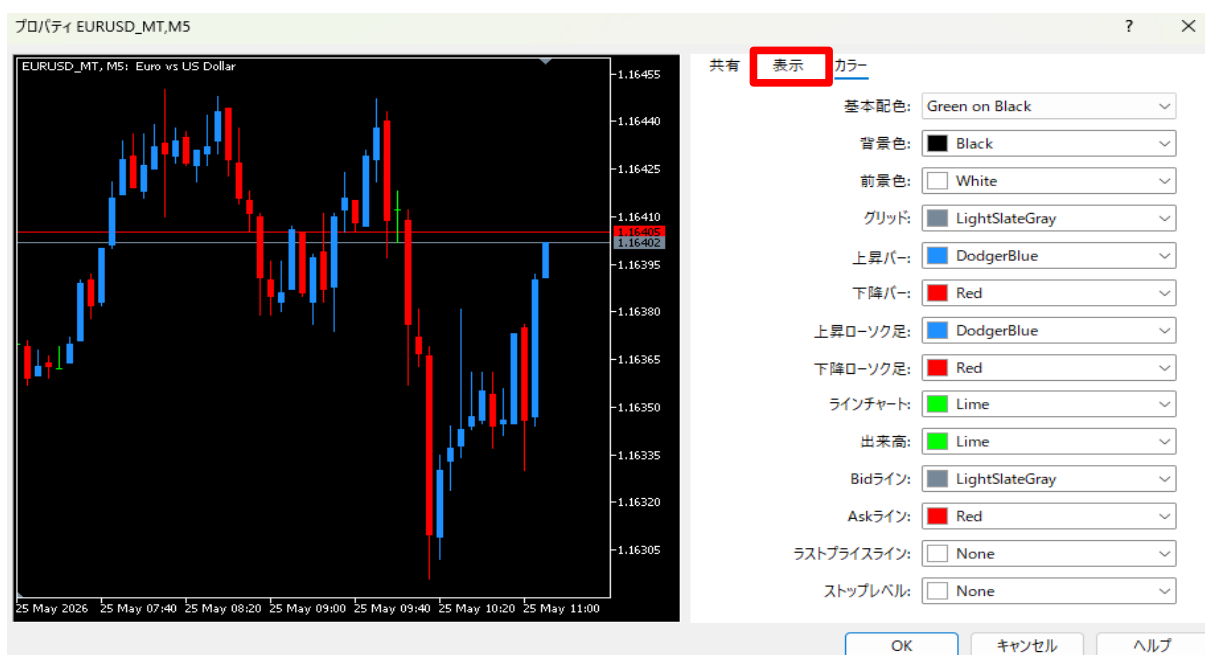 プロパティ EURUSD_MT,M5
?
EURUSD_MT, M5: Euro vs US Dollar
1.16455
1.16440
1.16425
1.16410
1.16405
1.16402
1.16395
1.16380
1.16365
1.16350
1.16335
1.16320
1.16305
25 May 2026 25 May 07:40 25 May 08:20 25 May 09:00 25 May 09:40 25 May 10:20 25 May 11:00
共有 表示 カラー
基本配色: Green on Black
背景色: Black
前景色: White
グリッド: LightSlateGray
上昇バー: DodgerBlue
下降バー: Red
上昇ローソク足: DodgerBlue
下降ローソク足: Red
ラインチャート: Lime
出来高: Lime
Bidライン: LightSlateGray
Askライン: Red
ラストプライスライン: None
ストップレベル: None
OK キャンセル ヘルプ